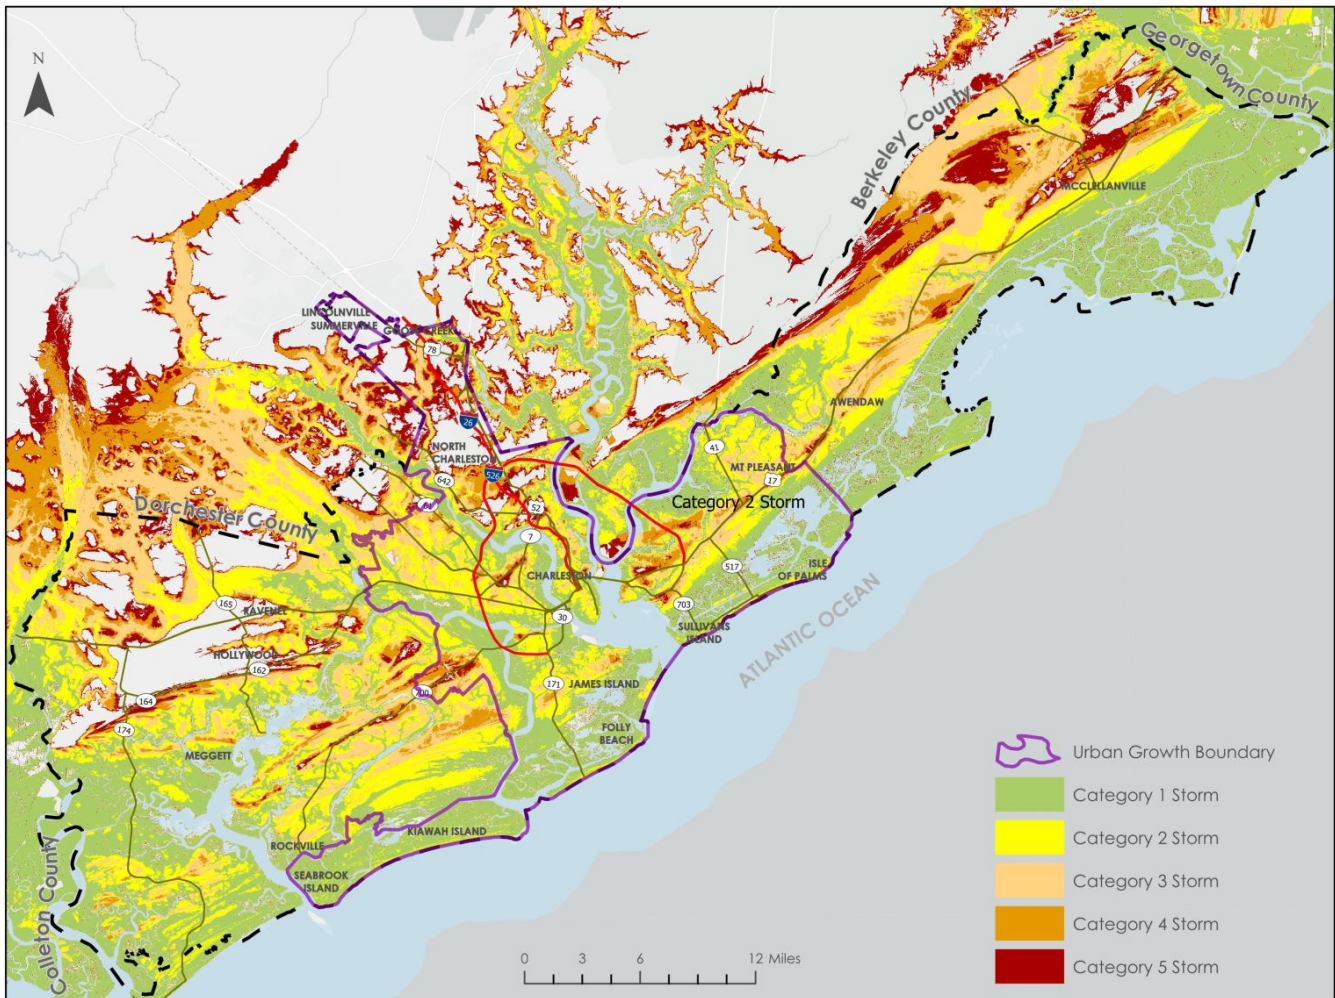 N
Georgetown County
Berkeley County
MCCLELLANVILLE
LINCOLNVILLE
SUMMERVILLE
GOOSE CREEK
78
26
AWENDAW
NORTH
CHARLESTON
41
MT PLEASANT
526
17
642
Category 2 Storm
61
52
Dorchester County
7
517
ISLE
OF PALMS
CHARLESTON
165
RAVENEL
703
30
SULLIVANS
ISLAND
ATLANTIC OCEAN
HOLLYWOOD
162
JAMES ISLAND
171
700
164
174
FOLLY
BEACH
MEGGETT
Urban Growth Boundary
Category 1 Storm
KIAWAH ISLAND
Category 2 Storm
ROCKVILLE
SEABROOK
ISLAND
Category 3 Storm
Colleton County
Category 4 Storm
0 3 6 12 Miles
Category 5 Storm